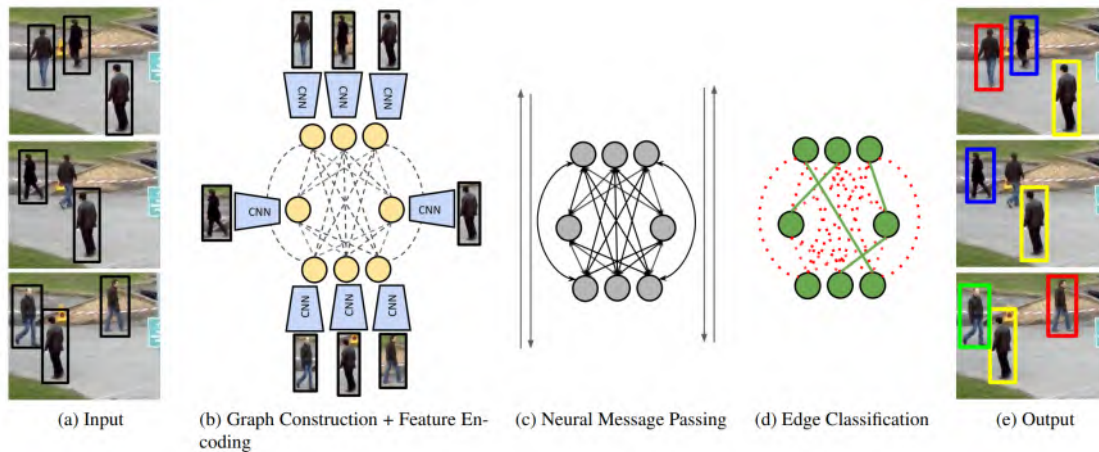 CNN
CNN
CNN
CNN
CNN
CNN
CNN
CNN
(a) Input
(b) Graph Construction + Feature En-
coding
(c) Neural Message Passing
(d) Edge Classification
(e) Output